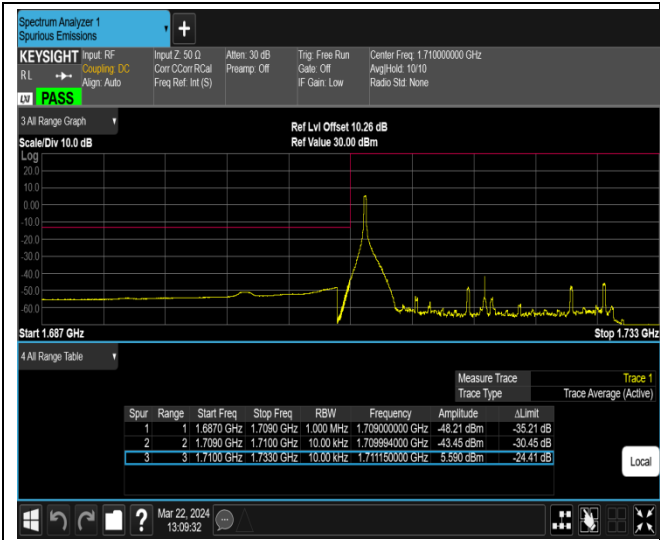 Spectrum Analyzer 1
Spurious Emissions
+
KEYSIGHT
RL
LXI
PASS
Input: RF
Coupling: DC
Align: Auto
Input Z: 50 Ω
Corr CCorr RCal
Freq Ref: Int (S)
Atten: 30 dB
Preamp: Off
Trig: Free Run
Gate: Off
IF Gain: Low
Center Freq: 1.710000000 GHz
Avg|Hold: 10/10
Radio Std: None
3 All Range Graph
Scale/Div 10.0 dB
Ref Lvl Offset 10.26 dB
Ref Value 30.00 dBm
Log
20.0
10.0
0.00
-10.0
-20.0
-30.0
-40.0
-50.0
-60.0
Start 1.687 GHz
Stop 1.733 GHz
4 All Range Table
Measure Trace Trace 1
Trace Type Trace Average (Active)
Spur Range Start Freq Stop Freq RBW Frequency Amplitude ΔLimit
1 1 1.6870 GHz 1.7090 GHz 1.000 MHz 1.709000000 GHz -48.21 dBm -35.21 dB
2 2 1.7090 GHz 1.7100 GHz 10.00 kHz 1.709994000 GHz -43.45 dBm -30.45 dB
3 3 1.7100 GHz 1.7330 GHz 10.00 kHz 1.711150000 GHz 5.590 dBm -24.41 dB
Local
?
Mar 22, 2024
13:09:32